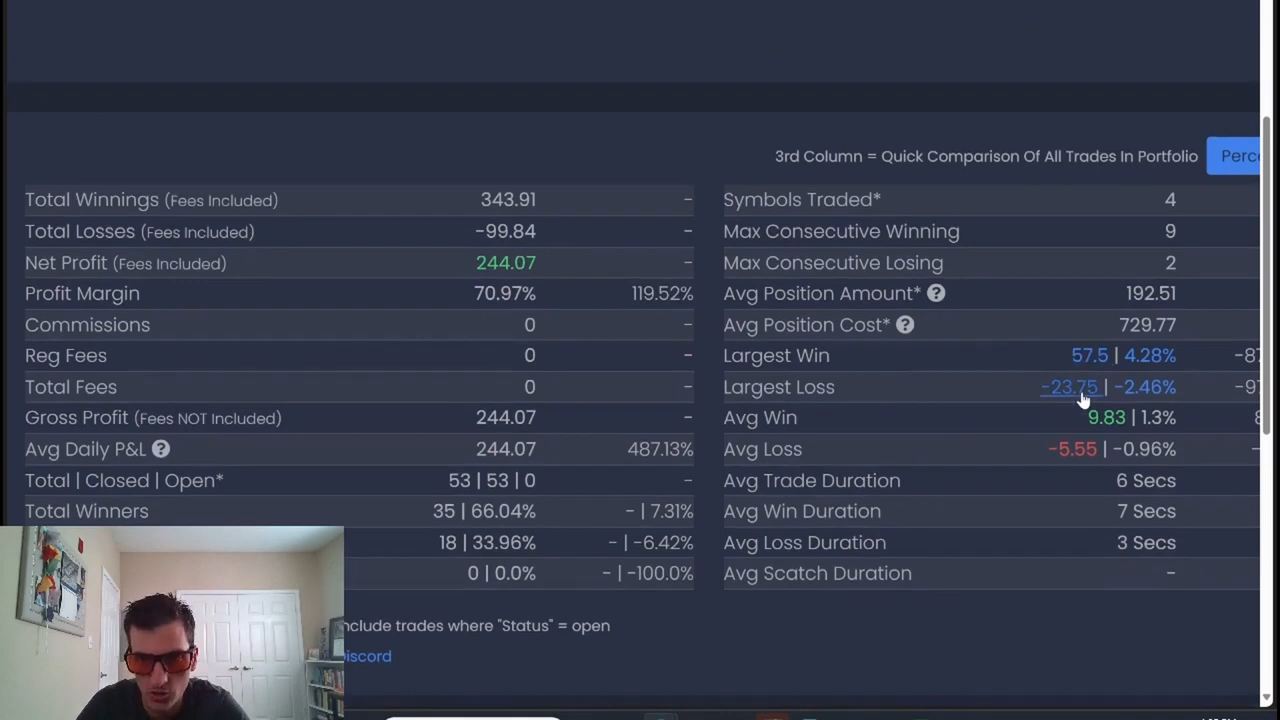 3rd Column = Quick Comparison Of All Trades In Portfolio
Perc
Total Winnings (Fees Included) 343.91 -
Total Losses (Fees Included) -99.84 -
Net Profit (Fees Included) 244.07 -
Profit Margin 70.97% 119.52%
Commissions 0 -
Reg Fees 0 -
Total Fees 0 -
Gross Profit (Fees NOT Included) 244.07 -
Avg Daily P&L ? 244.07 487.13%
Total | Closed | Open* 53 | 53 | 0 -
Total Winners 35 | 66.04% - | 7.31%
18 | 33.96% - | -6.42%
0 | 0.0% - | -100.0%
Symbols Traded* 4
Max Consecutive Winning 9
Max Consecutive Losing 2
Avg Position Amount* ? 192.51
Avg Position Cost* ? 729.77
Largest Win 57.5 | 4.28% -87
Largest Loss -23.75 | -2.46% -97
Avg Win 9.83 | 1.3% 8
Avg Loss -5.55 | -0.96% -
Avg Trade Duration 6 Secs
Avg Win Duration 7 Secs
Avg Loss Duration 3 Secs
Avg Scatch Duration -
nclude trades where "Status" = open
iscord